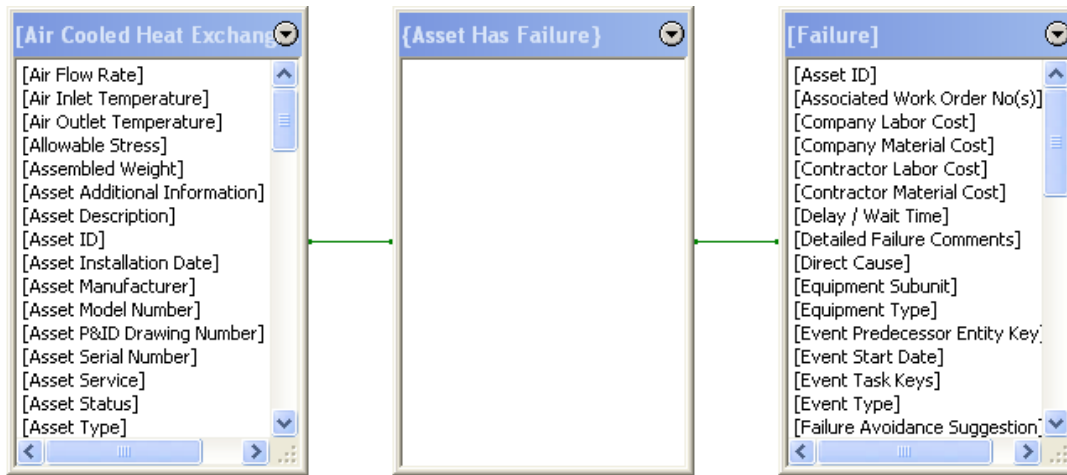 [Air Cooled Heat Exchang
[Air Flow Rate]
[Air Inlet Temperature]
[Air Outlet Temperature]
[Allowable Stress]
[Assembled Weight]
[Asset Additional Information]
[Asset Description]
[Asset ID]
[Asset Installation Date]
[Asset Manufacturer]
[Asset Model Number]
[Asset P&ID Drawing Number]
[Asset Serial Number]
[Asset Service]
[Asset Status]
[Asset Type]
{Asset Has Failure}
[Failure]
[Asset ID]
[Associated Work Order No(s)]
[Company Labor Cost]
[Company Material Cost]
[Contractor Labor Cost]
[Contractor Material Cost]
[Delay / Wait Time]
[Detailed Failure Comments]
[Direct Cause]
[Equipment Subunit]
[Equipment Type]
[Event Predecessor Entity Key]
[Event Start Date]
[Event Task Keys]
[Event Type]
[Failure Avoidance Suggestion]